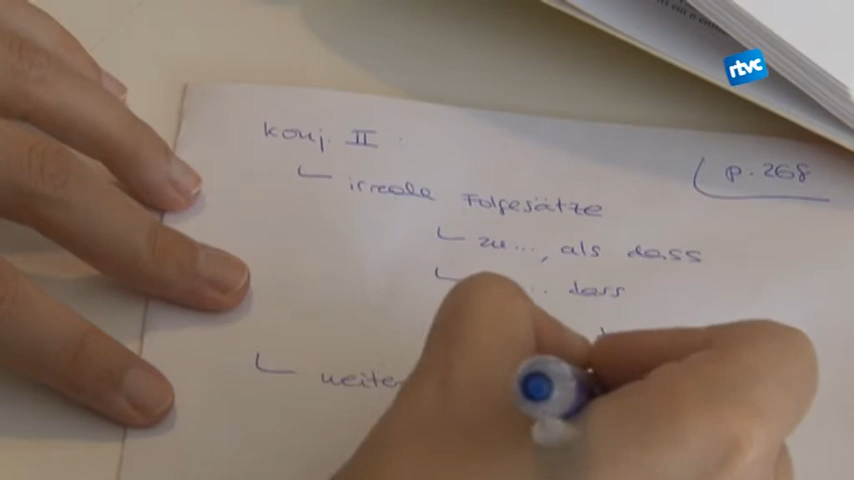 rtvc
Konj. II
p. 268
irreale Folgesätze
zu..., als dass
.. dass
weite